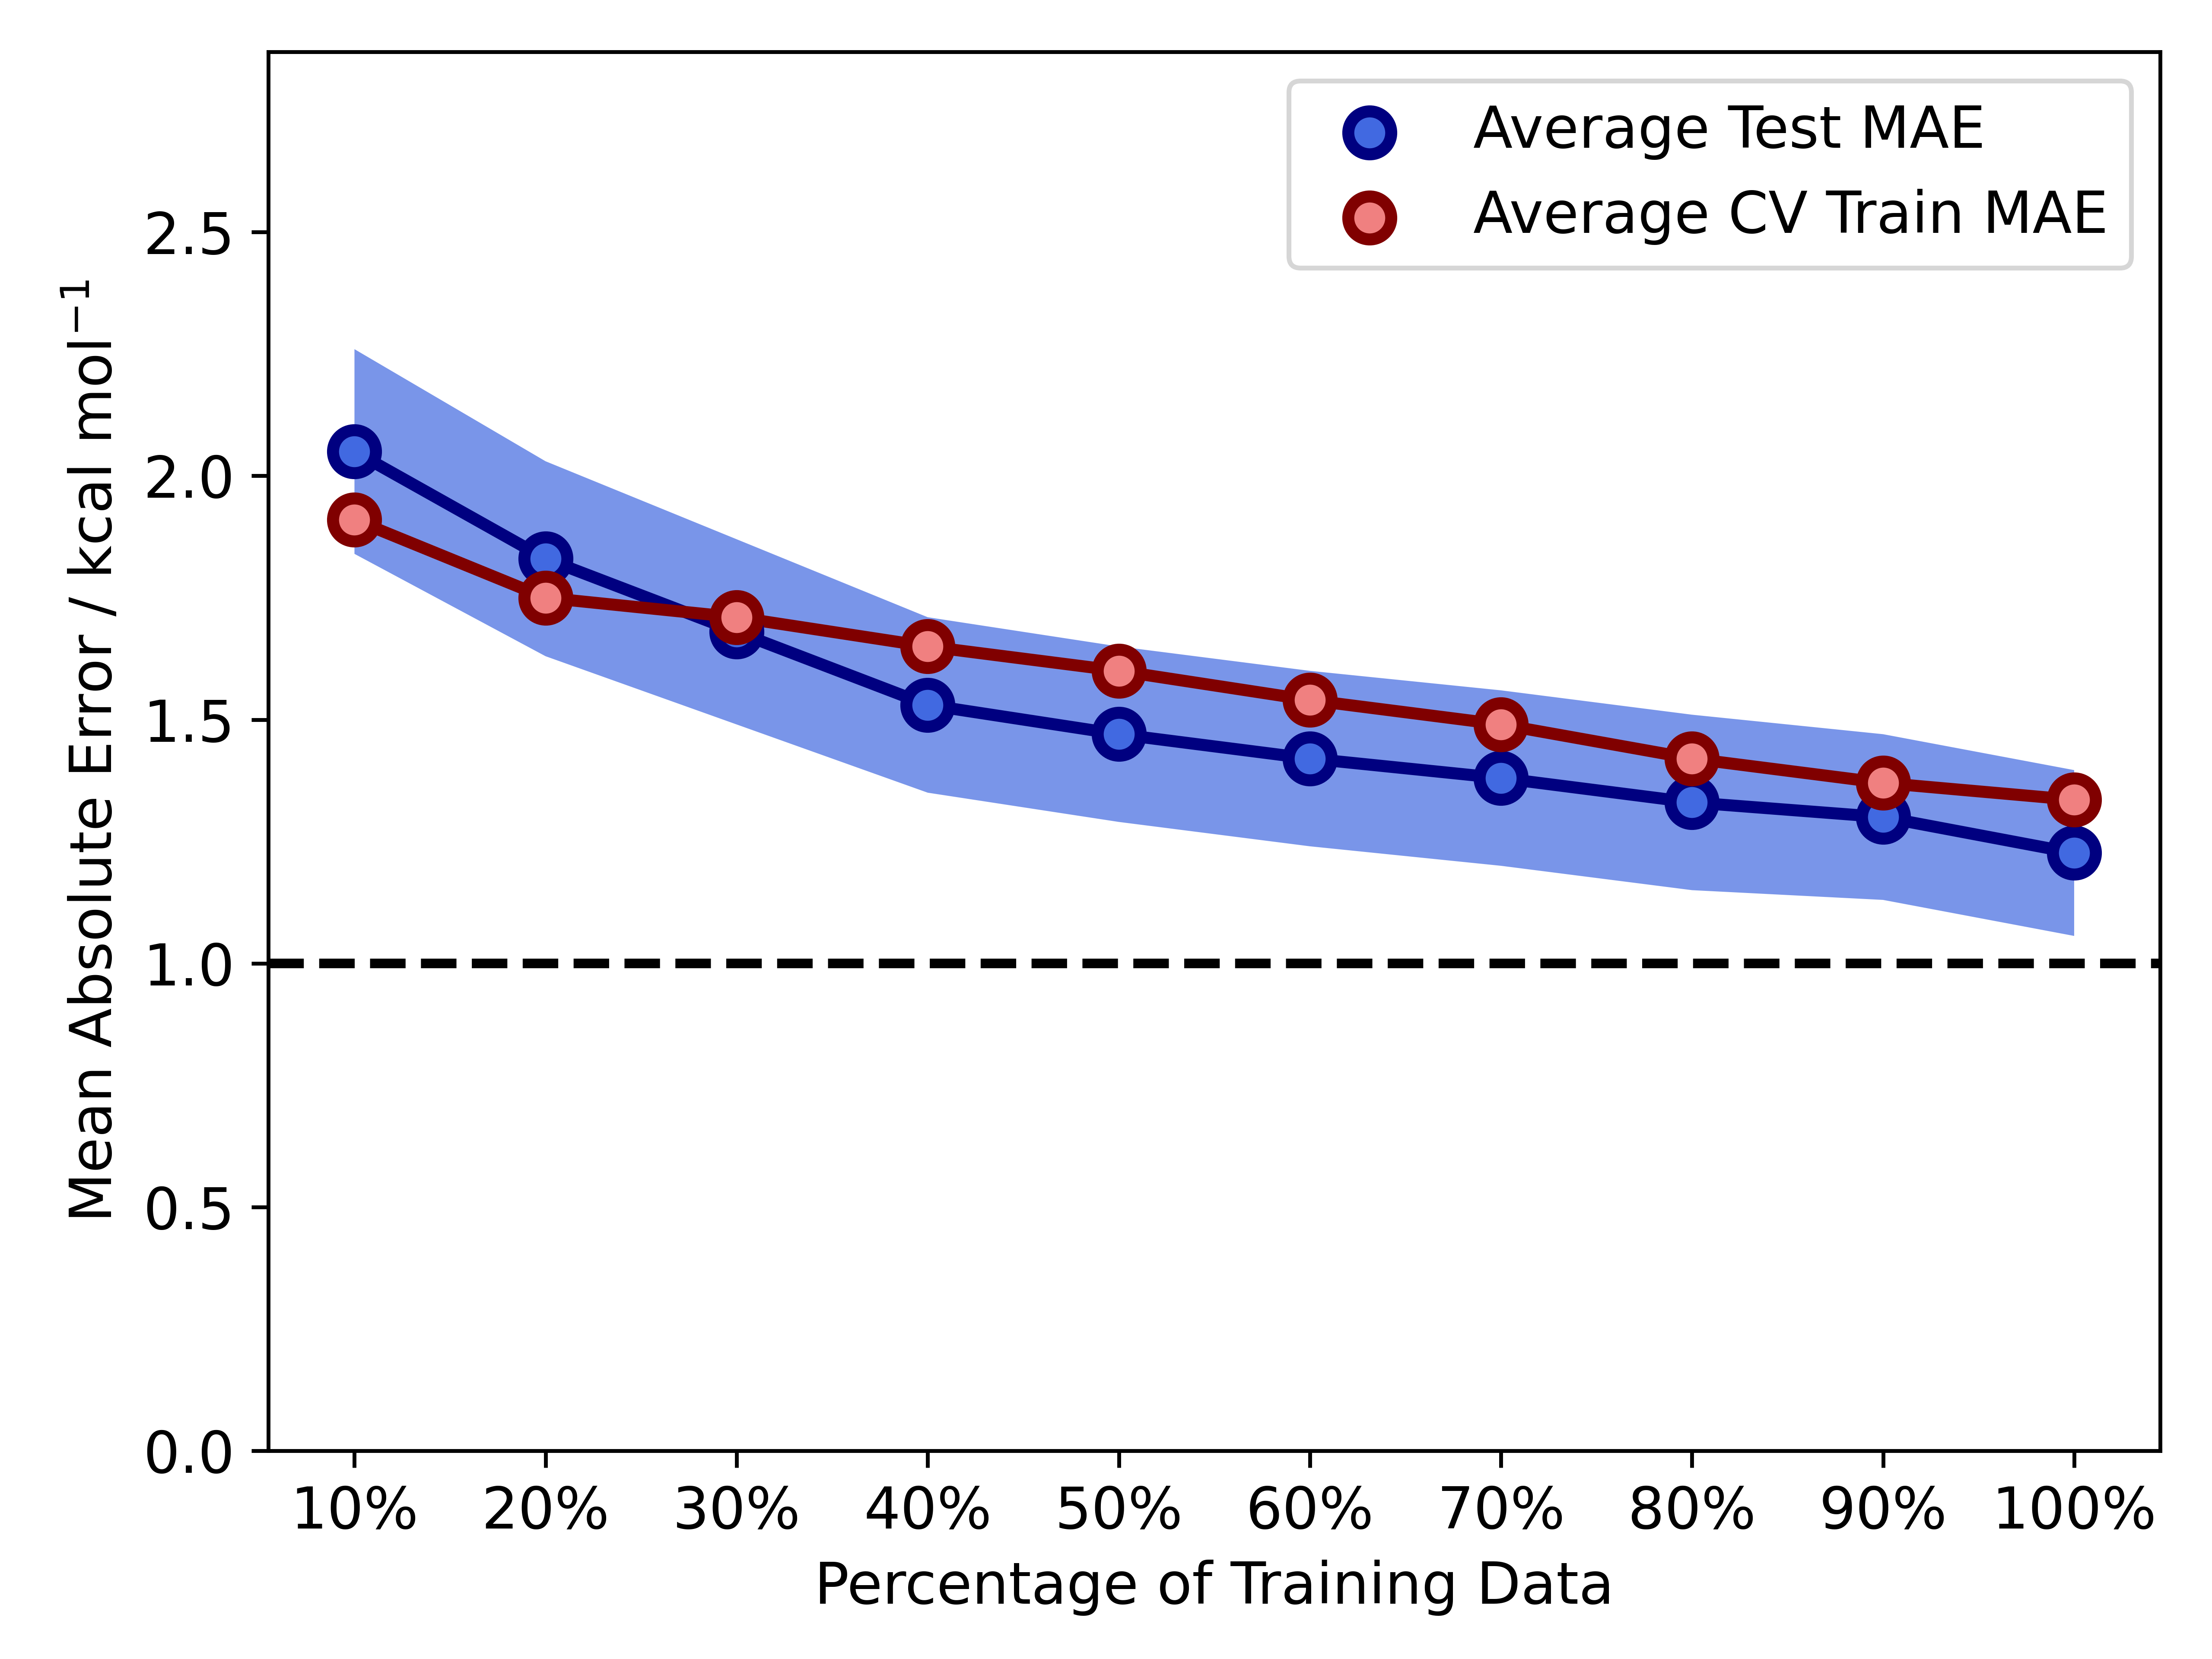 Average Test MAE
Average CV Train MAE
Mean Absolute Error / kcal mol⁻¹
2.5
2.0
1.5
1.0
0.5
0.0
10% 20% 30% 40% 50% 60% 70% 80% 90% 100%
Percentage of Training Data